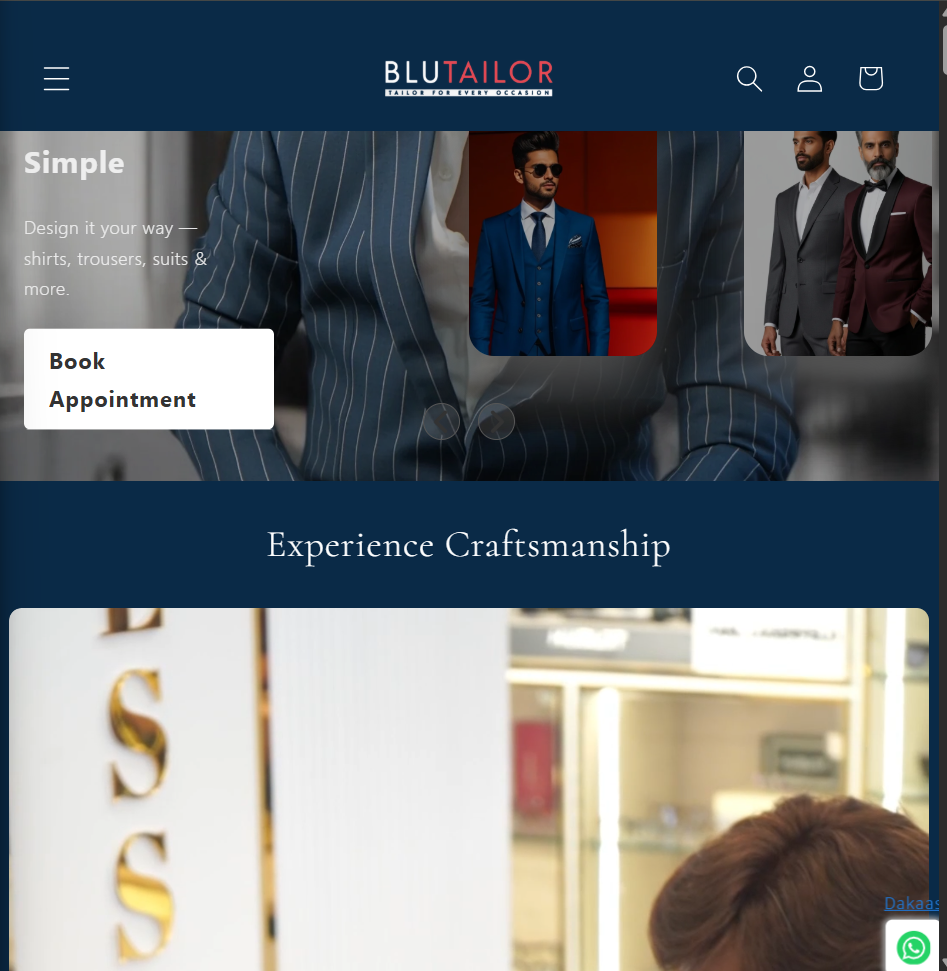 BLUTAILOR
TAILOR FOR EVERY OCCASION
Simple
Design it your way —
shirts, trousers, suits &
more.
Book
Appointment
Experience Craftsmanship
S
S
Dakaas